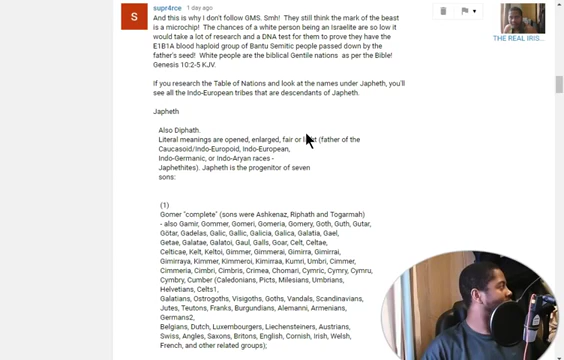 S
supr4rce 1 day ago
And this is why I don't follow GMS. Smh! They still think the mark of the beast
is a microchip! The chances of a white person being an Israelite are so low it
would take a lot of research and a DNA test for them to prove they have the
E1B1A blood haploid group of Bantu Semitic people passed down by the
father's seed! White people are the biblical Gentile nations as per the Bible!
Genesis 10:2-5 KJV.
If you research the Table of Nations and look at the names under Japheth, you'll
see all the Indo-European tribes that are descendants of Japheth.
Japheth
Also Diphath.
Literal meanings are opened, enlarged, fair or light (father of the
Caucasoid/Indo-Europoid, Indo-European,
Indo-Germanic, or Indo-Aryan races -
Japhethites). Japheth is the progenitor of seven
sons:
(1)
Gomer "complete" (sons were Ashkenaz, Riphath and Togarmah)
- also Gamir, Gommer, Gomeri, Gomeria, Gomery, Goth, Guth, Gutar,
Götar, Gadelas, Galic, Gallic, Galicia, Galica, Galatia, Gael,
Getae, Galatae, Galatoi, Gaul, Galls, Goar, Celt, Celtae,
Celticae, Kelt, Keltoi, Gimmer, Gimmerai, Gimirra, Gimirrai,
Gimirraya, Kimmer, Kimmeroi, Kimirraa, Kumri, Umbri, Cimmer,
Cimmeria, Cimbri, Cimbris, Crimea, Chomari, Cymric, Cymry, Cymru,
Cymbry, Cumber (Caledonians, Picts, Milesians, Umbrians,
Helvetians, Celts1,
Galatians, Ostrogoths, Visigoths, Goths, Vandals, Scandinavians,
Jutes, Teutons, Franks, Burgundians, Alemanni, Armenians,
Germans2,
Belgians, Dutch, Luxembourgers, Liechensteiners, Austrians,
Swiss, Angles, Saxons, Britons, English, Cornish, Irish, Welsh,
French, and other related groups);
THE REAL IRIS...